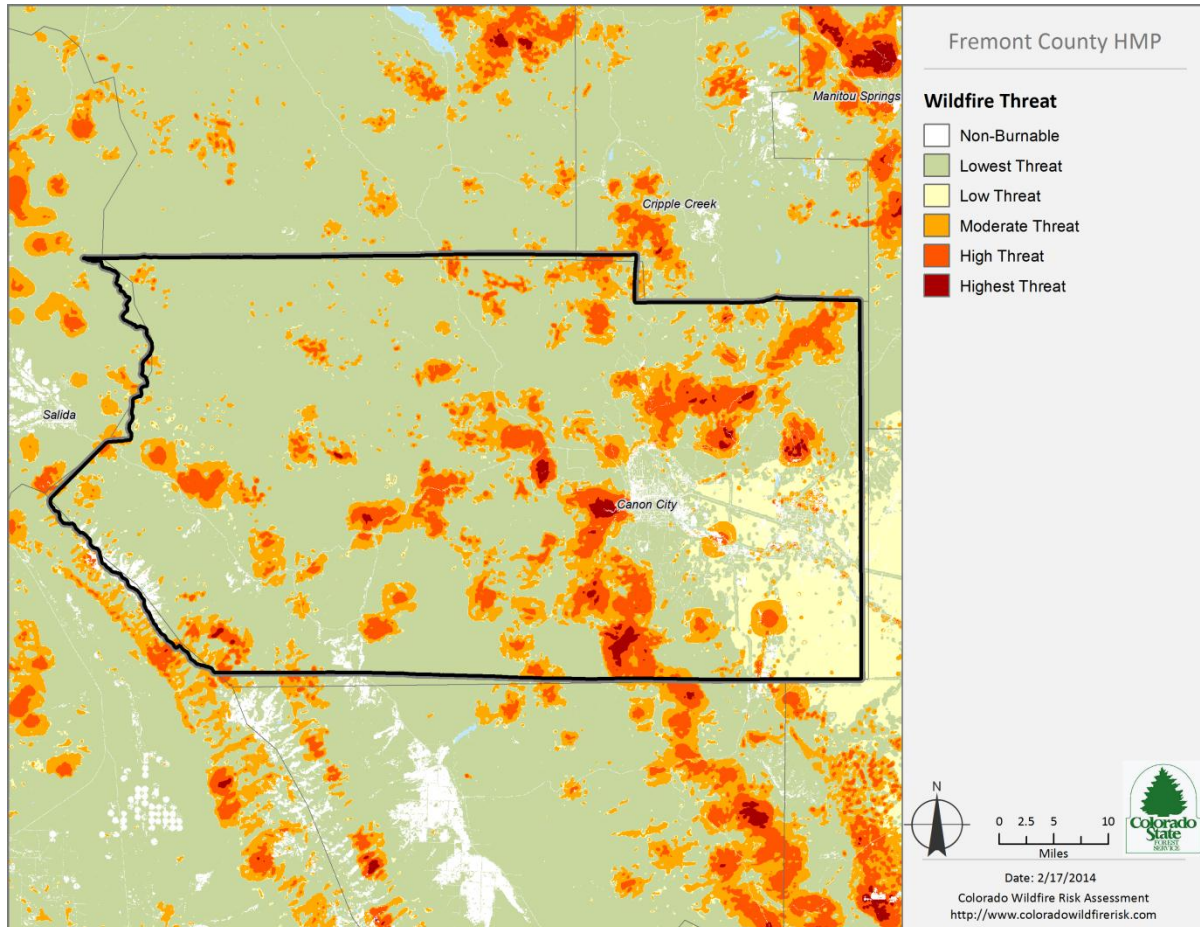 Fremont County HMP
Wildfire Threat
Non-Burnable
Lowest Threat
Low Threat
Moderate Threat
High Threat
Highest Threat
Manitou Springs
Cripple Creek
Salida
Canon City
N
0 2.5 5 10
Miles
Colorado
State
FOREST
SERVICE
Date: 2/17/2014
Colorado Wildfire Risk Assessment
http://www.coloradowildfirerisk.com